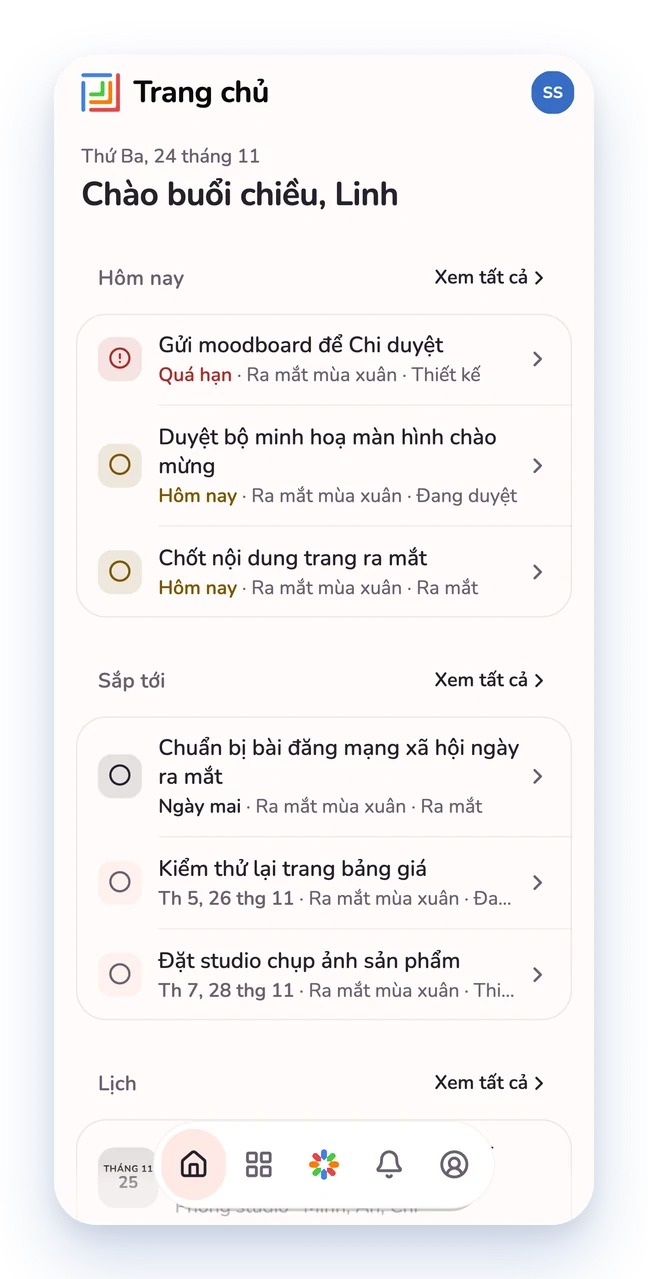 Trang chủ
SS
Thứ Ba, 24 tháng 11
Chào buổi chiều, Linh
Hôm nay
Xem tất cả
Gửi moodboard để Chi duyệt
Quá hạn · Ra mắt mùa xuân · Thiết kế
Duyệt bộ minh hoạ màn hình chào
mừng
Hôm nay · Ra mắt mùa xuân · Đang duyệt
Chốt nội dung trang ra mắt
Hôm nay · Ra mắt mùa xuân · Ra mắt
Sắp tới
Xem tất cả
Chuẩn bị bài đăng mạng xã hội ngày
ra mắt
Ngày mai · Ra mắt mùa xuân · Ra mắt
Kiểm thử lại trang bảng giá
Th 5, 26 thg 11 · Ra mắt mùa xuân · Đa...
Đặt studio chụp ảnh sản phẩm
Th 7, 28 thg 11 · Ra mắt mùa xuân · Thi...
Lịch
Xem tất cả
THÁNG 11
25
Phòng studio · Minh, An, Chi